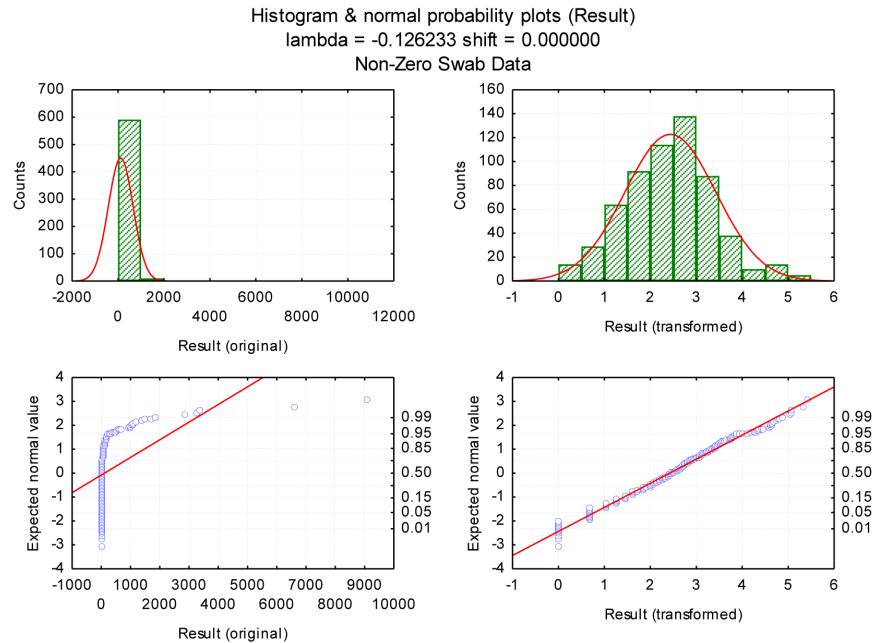 Histogram & normal probability plots (Result)
lambda = -0.126233 shift = 0.000000
Non-Zero Swab Data
700
600
500
400
300
200
100
0
Counts
-2000 2000 6000 10000
0 4000 8000 12000
Result (original)
160
140
120
100
80
60
40
20
0
Counts
-1 0 1 2 3 4 5 6
Result (transformed)
4
3
2
1
0
-1
-2
-3
-4
Expected normal value
0.99
0.95
0.85
0.50
0.15
0.05
0.01
-1000 1000 3000 5000 7000 9000
0 2000 4000 6000 8000 10000
Result (original)
4
3
2
1
0
-1
-2
-3
-4
Expected normal value
0.99
0.95
0.85
0.50
0.15
0.05
0.01
-1 0 1 2 3 4 5 6
Result (transformed)